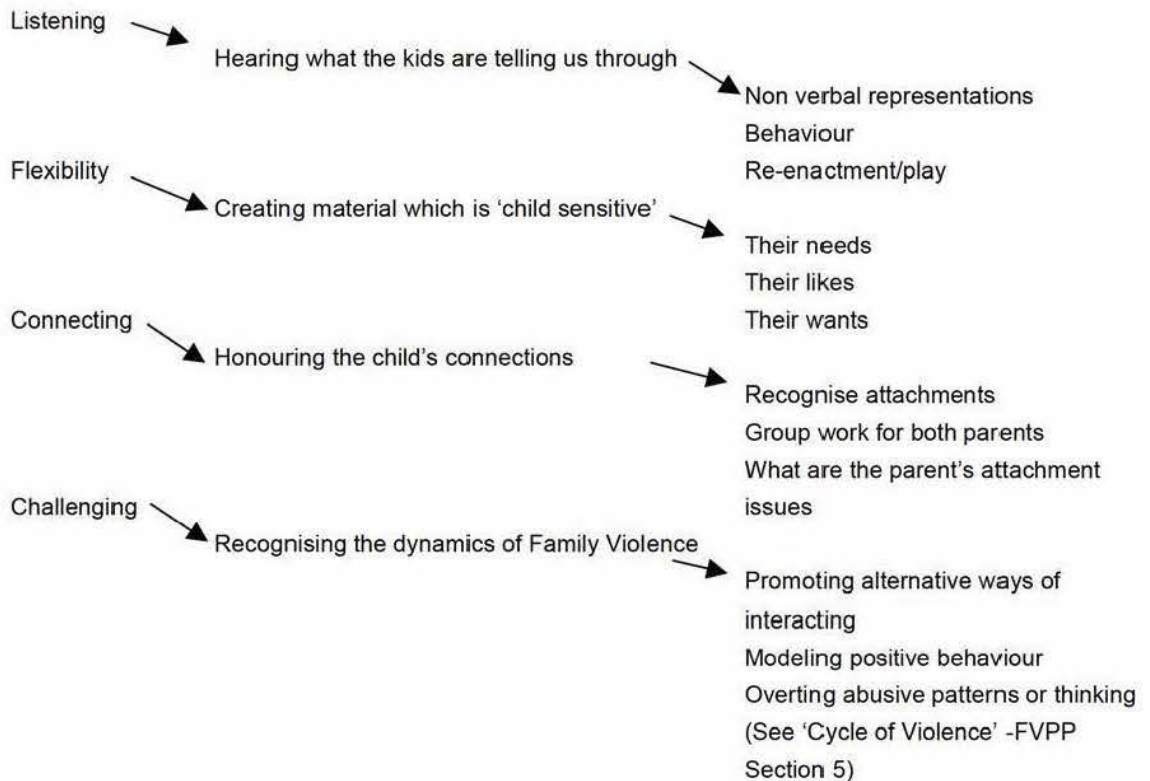 Listening
Hearing what the kids are telling us through
Non verbal representations
Behaviour
Re-enactment/play
Flexibility
Creating material which is ‘child sensitive’
Their needs
Their likes
Their wants
Connecting
Honouring the child’s connections
Recognise attachments
Group work for both parents
What are the parent’s attachment
issues
Challenging
Recognising the dynamics of Family Violence
Promoting alternative ways of
interacting
Modeling positive behaviour
Overting abusive patterns or thinking
(See ‘Cycle of Violence’ -FVPP
Section 5)